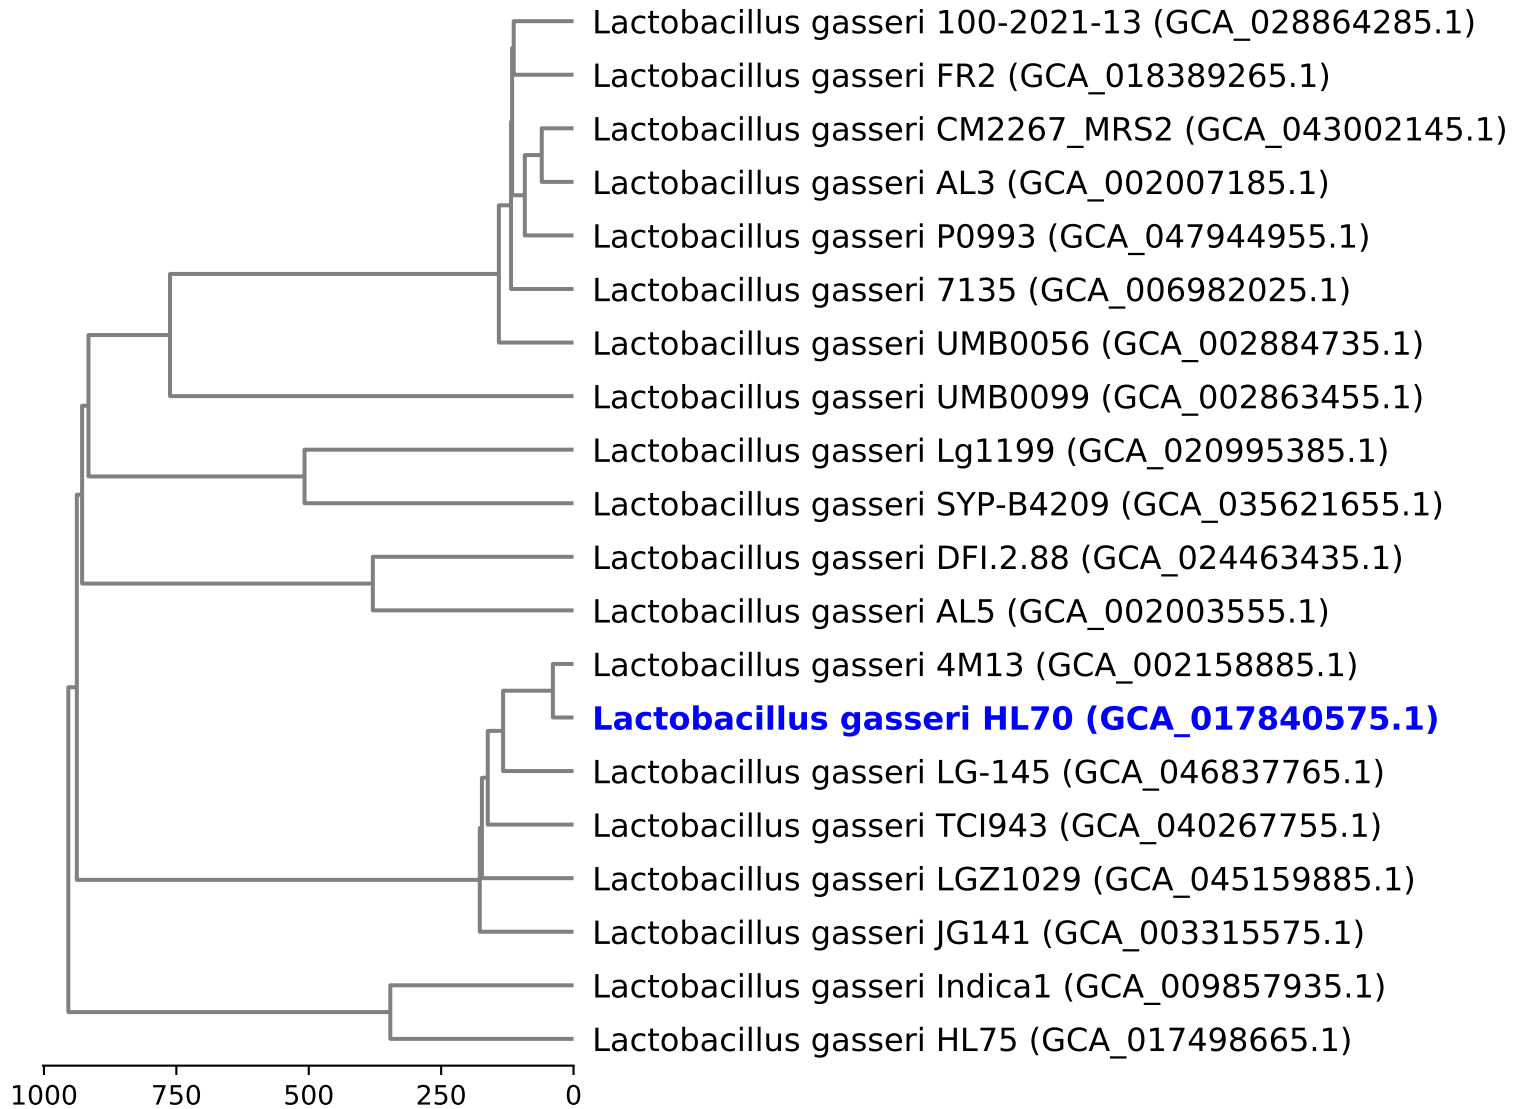 Lactobacillus gasseri 100-2021-13 (GCA_028864285.1)
Lactobacillus gasseri FR2 (GCA_018389265.1)
Lactobacillus gasseri CM2267_MRS2 (GCA_043002145.1)
Lactobacillus gasseri AL3 (GCA_002007185.1)
Lactobacillus gasseri P0993 (GCA_047944955.1)
Lactobacillus gasseri 7135 (GCA_006982025.1)
Lactobacillus gasseri UMB0056 (GCA_002884735.1)
Lactobacillus gasseri UMB0099 (GCA_002863455.1)
Lactobacillus gasseri Lg1199 (GCA_020995385.1)
Lactobacillus gasseri SYP-B4209 (GCA_035621655.1)
Lactobacillus gasseri DFI.2.88 (GCA_024463435.1)
Lactobacillus gasseri AL5 (GCA_002003555.1)
Lactobacillus gasseri 4M13 (GCA_002158885.1)
Lactobacillus gasseri HL70 (GCA_017840575.1)
Lactobacillus gasseri LG-145 (GCA_046837765.1)
Lactobacillus gasseri TCI943 (GCA_040267755.1)
Lactobacillus gasseri LGZ1029 (GCA_045159885.1)
Lactobacillus gasseri JG141 (GCA_003315575.1)
Lactobacillus gasseri Indica1 (GCA_009857935.1)
Lactobacillus gasseri HL75 (GCA_017498665.1)
1000 750 500 250 0